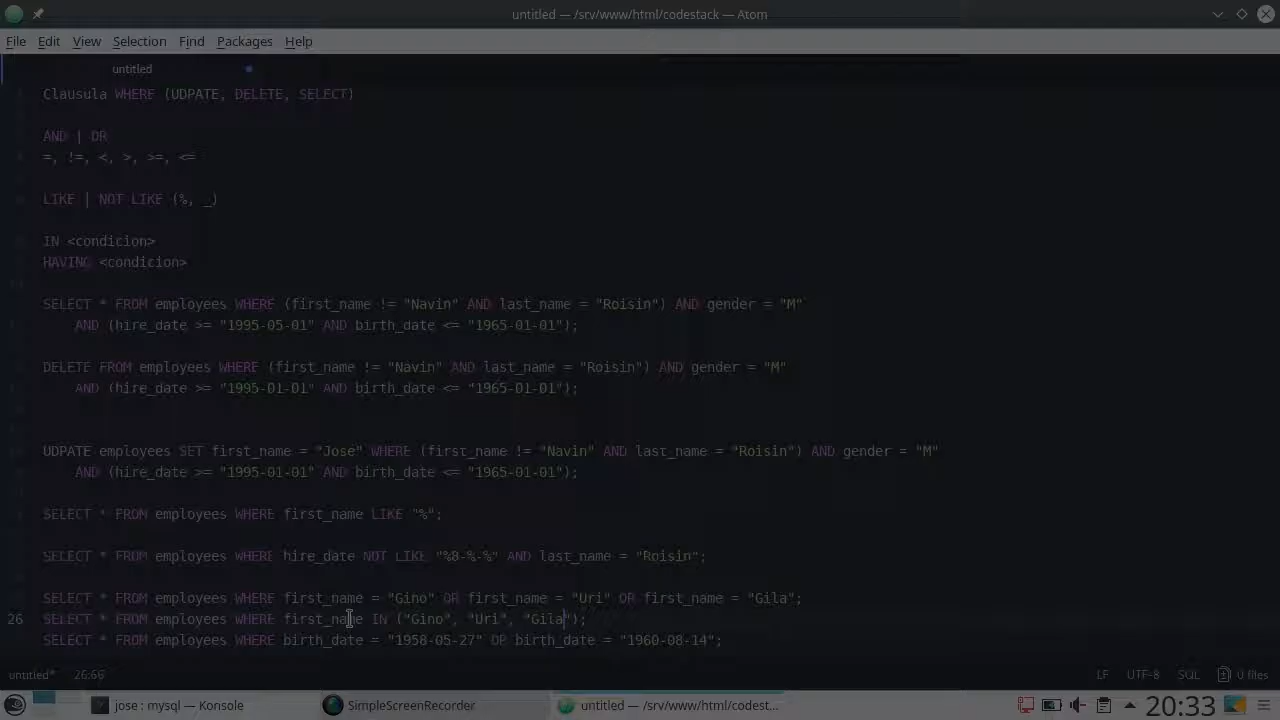 untitled — /srv/www/html/codestack — Atom
File Edit View Selection Find Packages Help
untitled
Clausula WHERE (UDPATE, DELETE, SELECT)
AND | OR
=, !=, <, >, >=, <=
LIKE | NOT LIKE (%, _)
IN <condicion>
HAVING <condicion>
SELECT * FROM employees WHERE (first_name != "Navin" AND last_name = "Roisin") AND gender = "M"
AND (hire_date >= "1995-05-01" AND birth_date <= "1965-01-01");
DELETE FROM employees WHERE (first_name != "Navin" AND last_name = "Roisin") AND gender = "M"
AND (hire_date >= "1995-01-01" AND birth_date <= "1965-01-01");
UDPATE employees SET first_name = "Jose" WHERE (first_name != "Navin" AND last_name = "Roisin") AND gender = "M"
AND (hire_date >= "1995-01-01" AND birth_date <= "1965-01-01");
SELECT * FROM employees WHERE first_name LIKE "%";
SELECT * FROM employees WHERE hire_date NOT LIKE "%8-%-%" AND last_name = "Roisin";
SELECT * FROM employees WHERE first_name = "Gino" OR first_name = "Uri" OR first_name = "Gila";
26 SELECT * FROM employees WHERE first_name IN ("Gino", "Uri", "Gila");
SELECT * FROM employees WHERE birth_date = "1958-05-27" OR birth_date = "1960-08-14";
untitled* 26:66 LF UTF-8 SQL 0 files
jose : mysql — Konsole SimpleScreenRecorder untitled — /srv/www/html/codest... 20:33